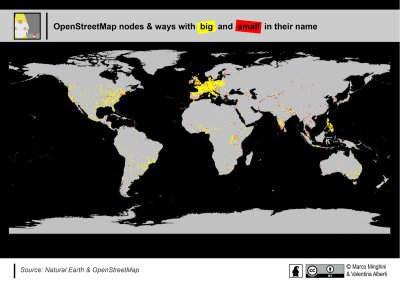 OpenStreetMap nodes & ways with big and small in their name
Source: Natural Earth & OpenStreetMap
© Marco Minghini
& Valentina Alberti